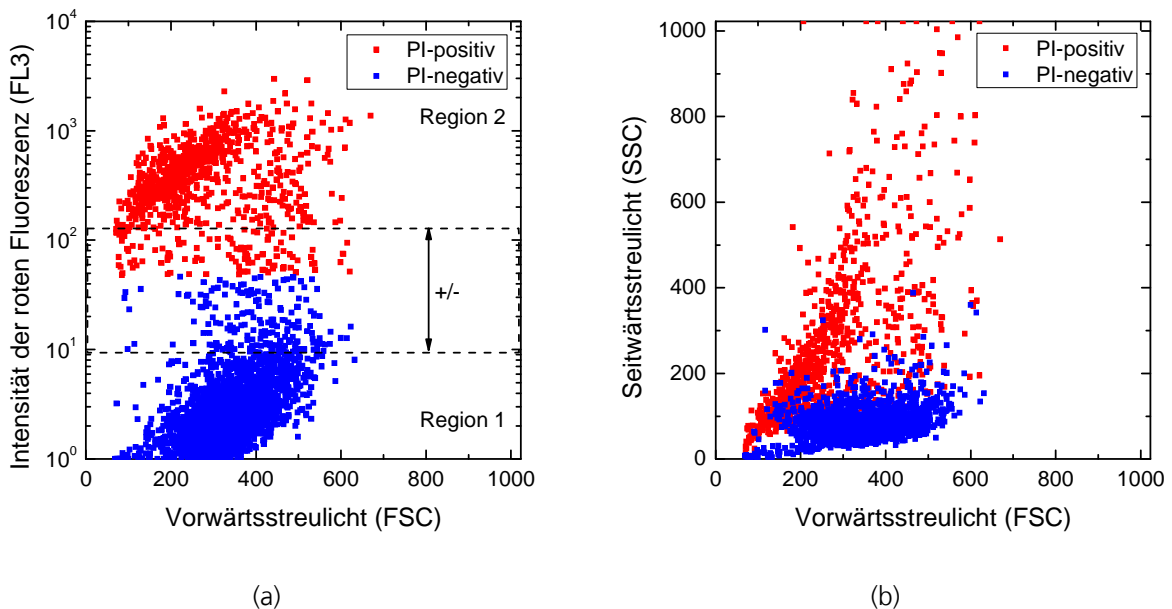 Intensität der roten Fluoreszenz (FL3)
10^4
10^3
10^2
10^1
10^0
PI-positiv
PI-negativ
Region 2
+/-
Region 1
0 200 400 600 800 1000
Vorwärtsstreulicht (FSC)
(a)
Seitwärtsstreulicht (SSC)
1000
800
600
400
200
0
PI-positiv
PI-negativ
0 200 400 600 800 1000
Vorwärtsstreulicht (FSC)
(b)